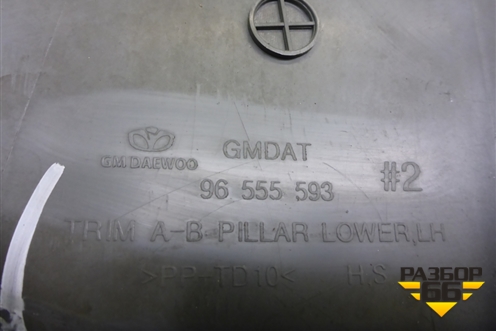 GM DAEWOO
GMDAT
96 555 593
#2
TRIM A-B PILLAR LOWER,LH
>PP-TD10<
H.S
РАЗБОР
66